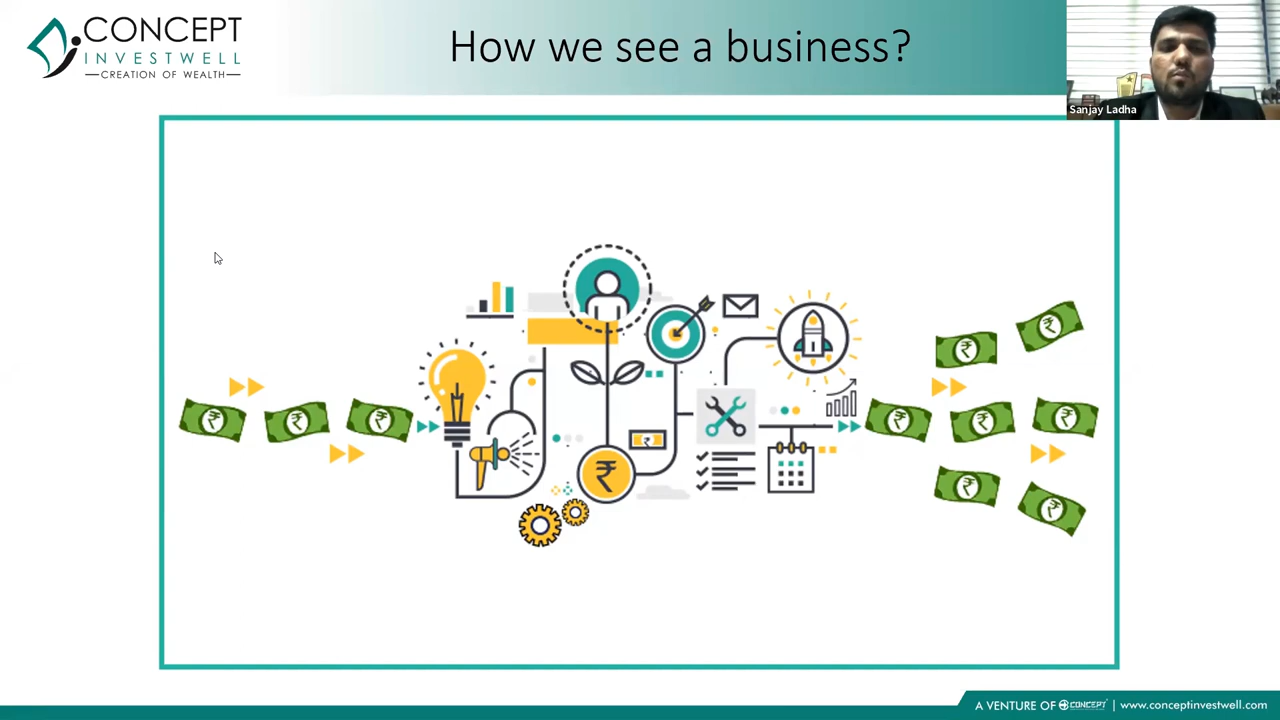 CONCEPT
INVESTWELL
CREATION OF WEALTH
How we see a business?
Sanjay Ladha
₹ ₹ ₹ ₹ ₹ ₹ ₹ ₹ ₹ ₹ ₹ ₹
A VENTURE OF CONCEPT | www.conceptinvestwell.com